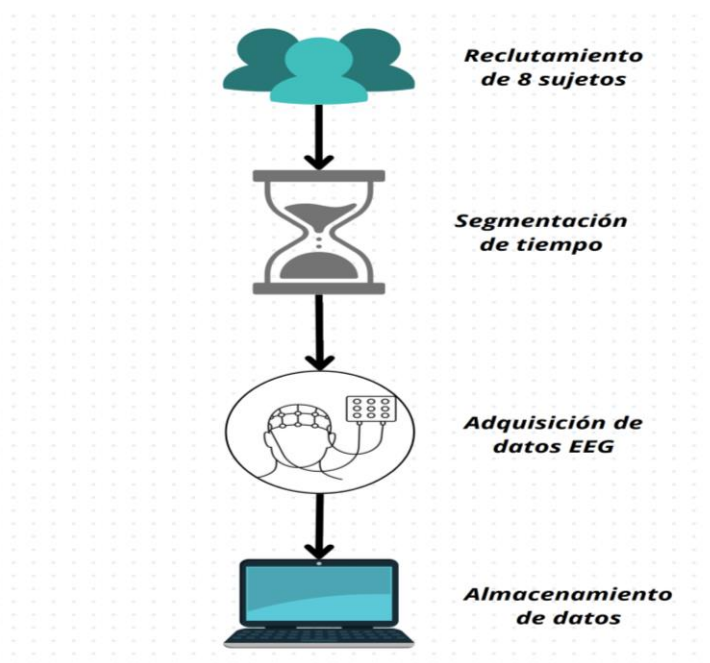 Reclutamiento
de 8 sujetos
Segmentación
de tiempo
Adquisición de
datos EEG
Almacenamiento
de datos